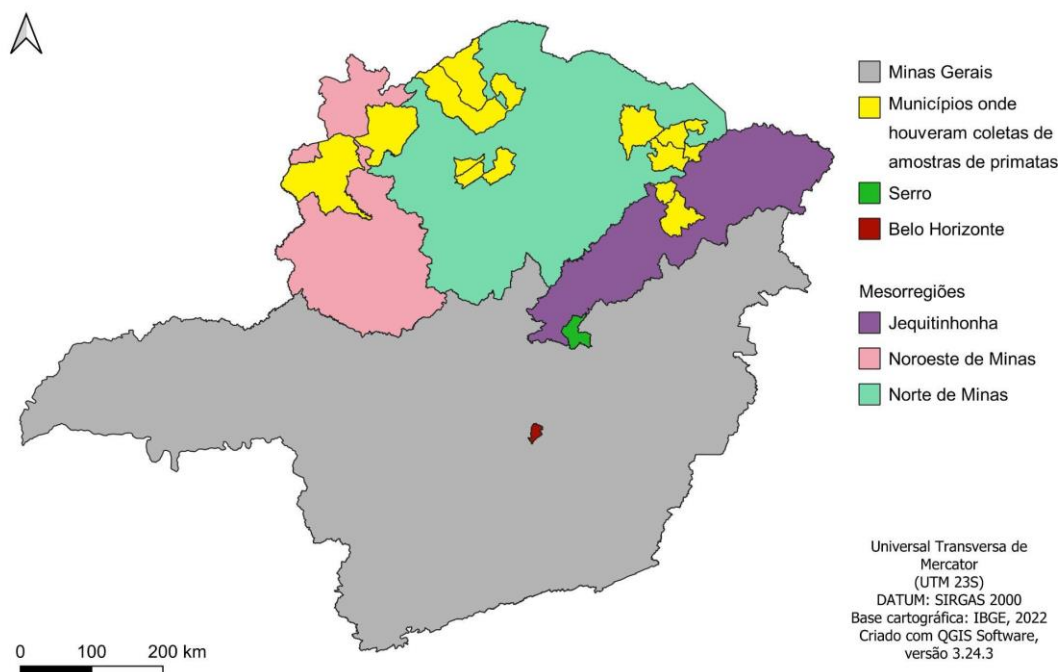 Minas Gerais
Municípios onde
houveram coletas de
amostras de primatas
Serro
Belo Horizonte
Mesorregiões
Jequitinhonha
Noroeste de Minas
Norte de Minas
Universal Transversa de
Mercator
(UTM 23S)
DATUM: SIRGAS 2000
Base cartográfica: IBGE, 2022
Criado com QGIS Software,
versão 3.24.3
0 100 200 km